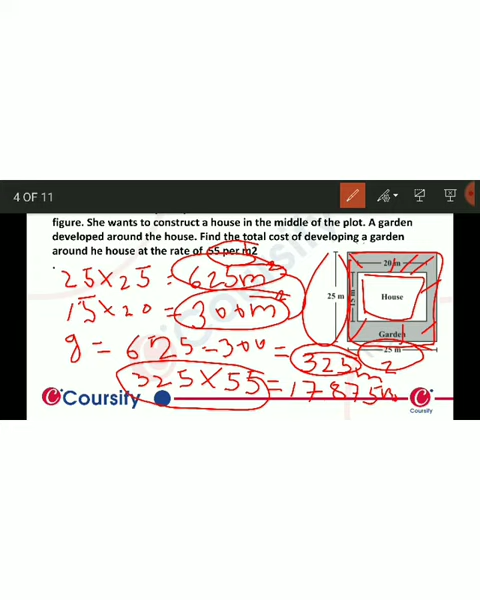 4 OF 11
figure. She wants to construct a house in the middle of the plot. A garden
developed around the house. Find the total cost of developing a garden
around he house at the rate of 55 per m2
25 x 25 = 625m²
15 x 20 = 300m²
g = 625 - 300 = 325m2
325 x 55 = 17875
20 m
25 m
15 m
House
Garden
25 m
Coursify
Coursify
Coursify